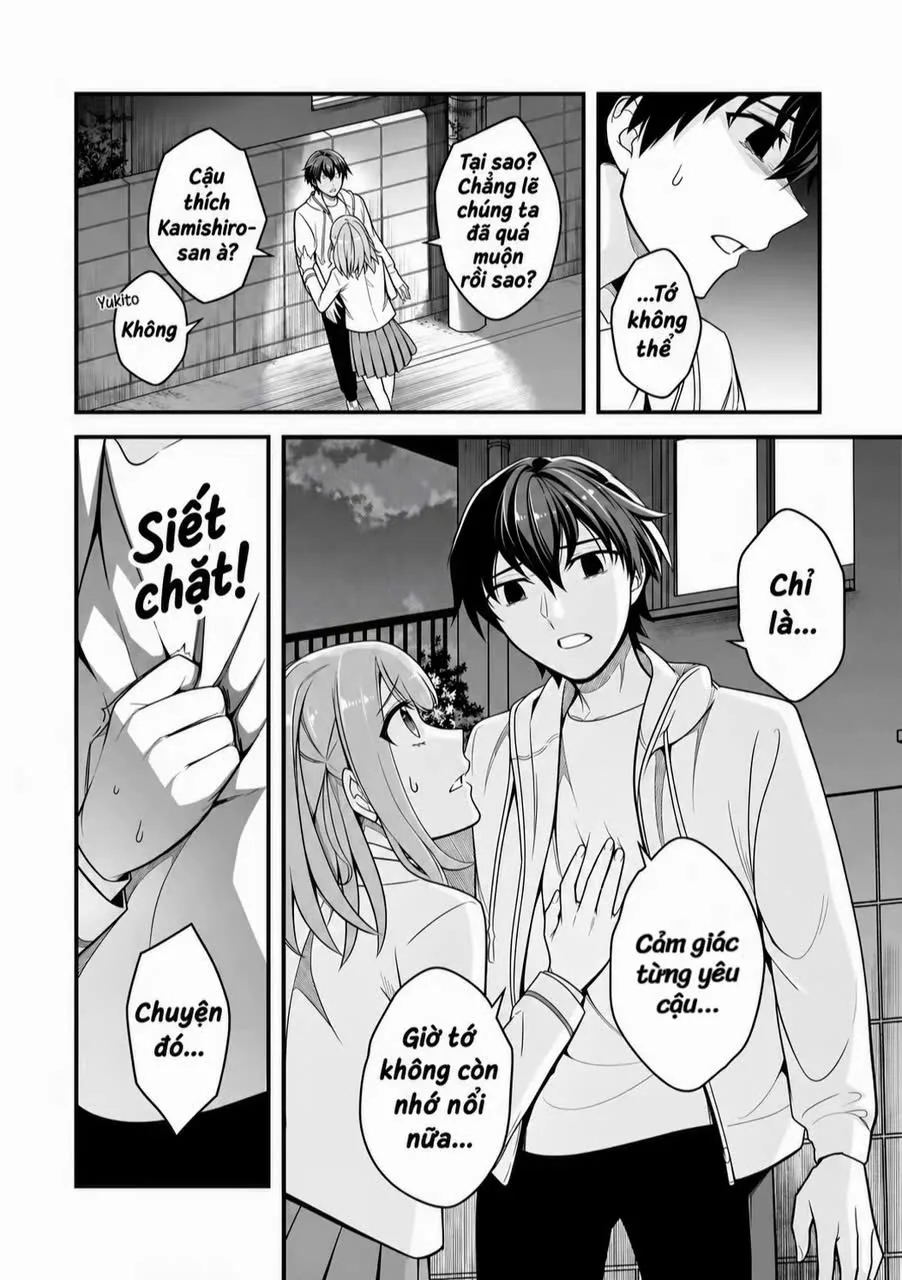 ...Tớ
không
thể
Tại sao?
Chẳng lẽ
chúng ta
đã quá
muộn
rồi sao?
Cậu
thích
Kamishiro-
san à?
Yukito
Không
Chỉ
là...
Cảm giác
từng yêu
cậu...
Giờ tớ
không còn
nhớ nổi
nữa...
Siết
chặt!
Chuyện
đó...